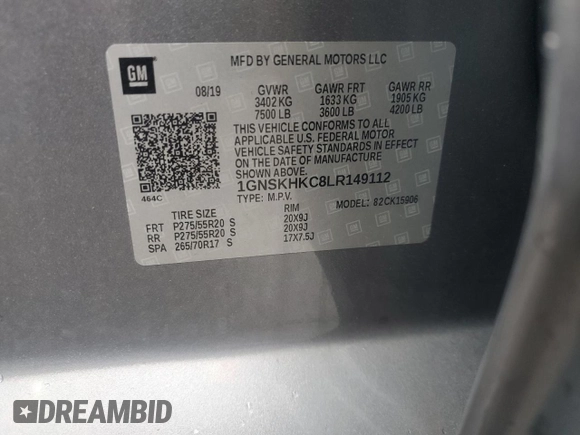 GM
MFD BY GENERAL MOTORS LLC
08/19 GVWR GAWR FRT GAWR RR
3402 KG 1633 KG 1905 KG
7500 LB 3600 LB 4200 LB
THIS VEHICLE CONFORMS TO ALL
APPLICABLE U.S. FEDERAL MOTOR
VEHICLE SAFETY STANDARDS IN EFFECT
ON THE DATE OF MANUFACTURE
SHOWN ABOVE.
1GNSKHKC8LR149112
464C TYPE: M.P.V. MODEL: 82CK15906
TIRE SIZE RIM
FRT P275/55R20 S 20X9J
RR P275/55R20 S 20X9J
SPA 265/70R17 S 17X7.5J
DREAMBID